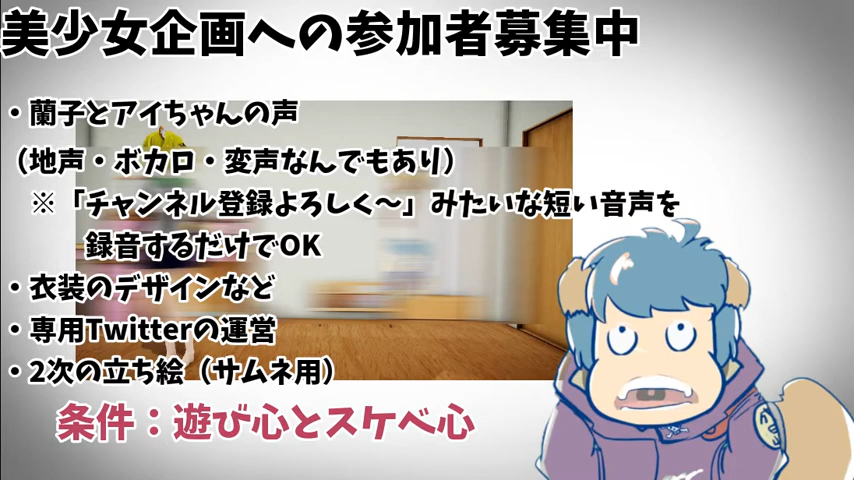 美少女企画への参加者募集中
・蘭子とアイちゃんの声
（地声・ボカロ・変声なんでもあり）
※「チャンネル登録よろしく〜」みたいな短い音声を
録音するだけでOK
・衣装のデザインなど
・専用Twitterの運営
・2次の立ち絵（サムネ用）
条件：遊び心とスケベ心